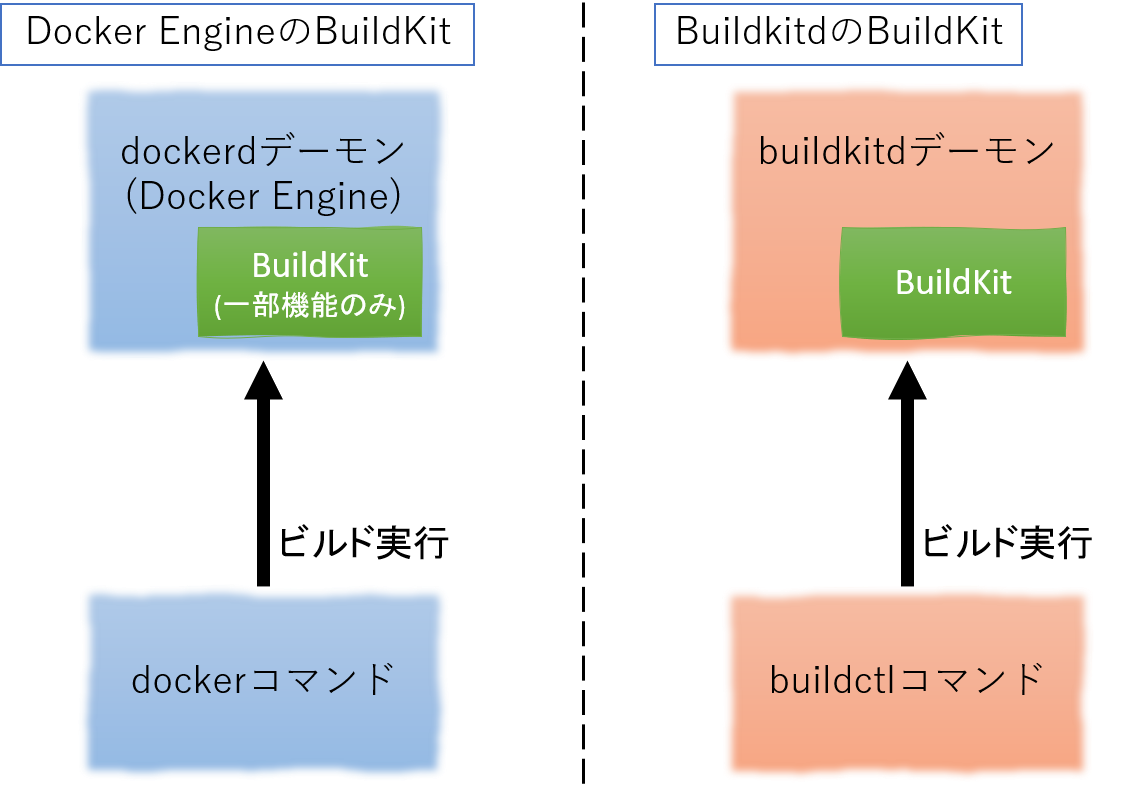 Docker EngineのBuildKit
dockerdデーモン
(Docker Engine)
BuildKit
(一部機能のみ)
ビルド実行
dockerコマンド
BuildkitdのBuildKit
buildkitdデーモン
BuildKit
ビルド実行
buildctlコマンド